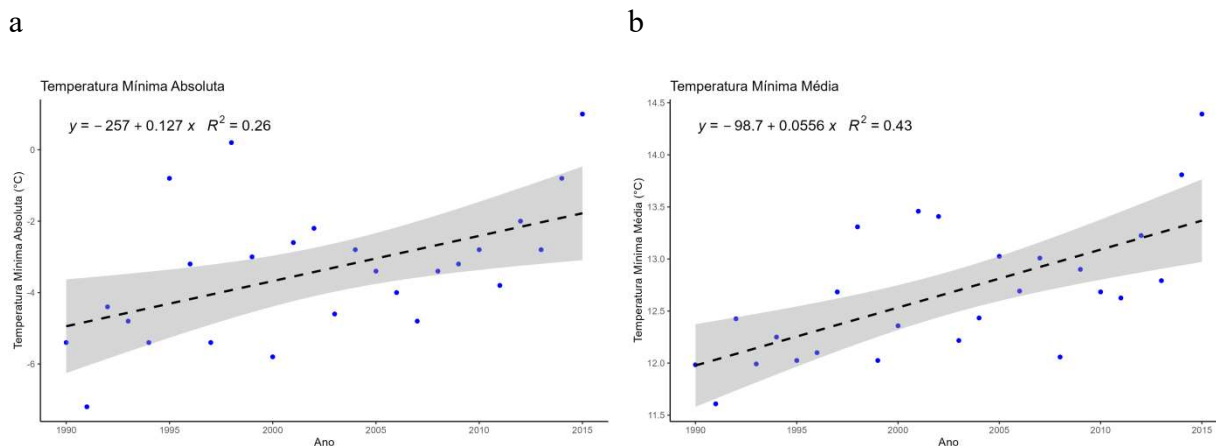 a
Temperatura Mínima Absoluta
y = − 257 + 0.127 x   R² = 0.26
Temperatura Mínima Absoluta (°C)
0
-2
-4
-6
1990 1995 2000 2005 2010 2015
Ano
b
Temperatura Mínima Média
y = − 98.7 + 0.0556 x   R² = 0.43
Temperatura Mínima Média (°C)
14.5
14.0
13.5
13.0
12.5
12.0
11.5
1990 1995 2000 2005 2010 2015
Ano